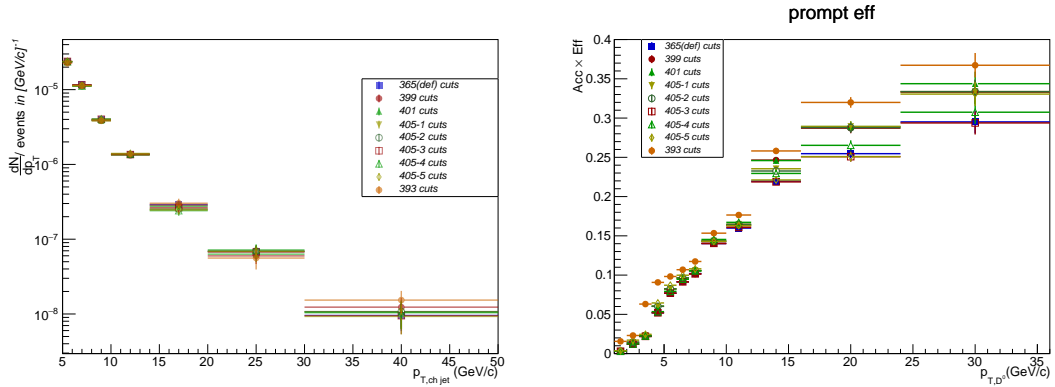 dN/dp_T / events in [GeV/c]^-1
10^-5
10^-6
10^-7
10^-8
365(def) cuts
399 cuts
401 cuts
405-1 cuts
405-2 cuts
405-3 cuts
405-4 cuts
405-5 cuts
393 cuts
5 10 15 20 25 30 35 40 45 50
p_T,ch jet (GeV/c)
prompt eff
Acc × Eff
0.4
0.35
0.3
0.25
0.2
0.15
0.1
0.05
0
365(def) cuts
399 cuts
401 cuts
405-1 cuts
405-2 cuts
405-3 cuts
405-4 cuts
405-5 cuts
393 cuts
5 10 15 20 25 30 35
p_T,D^0 (GeV/c)